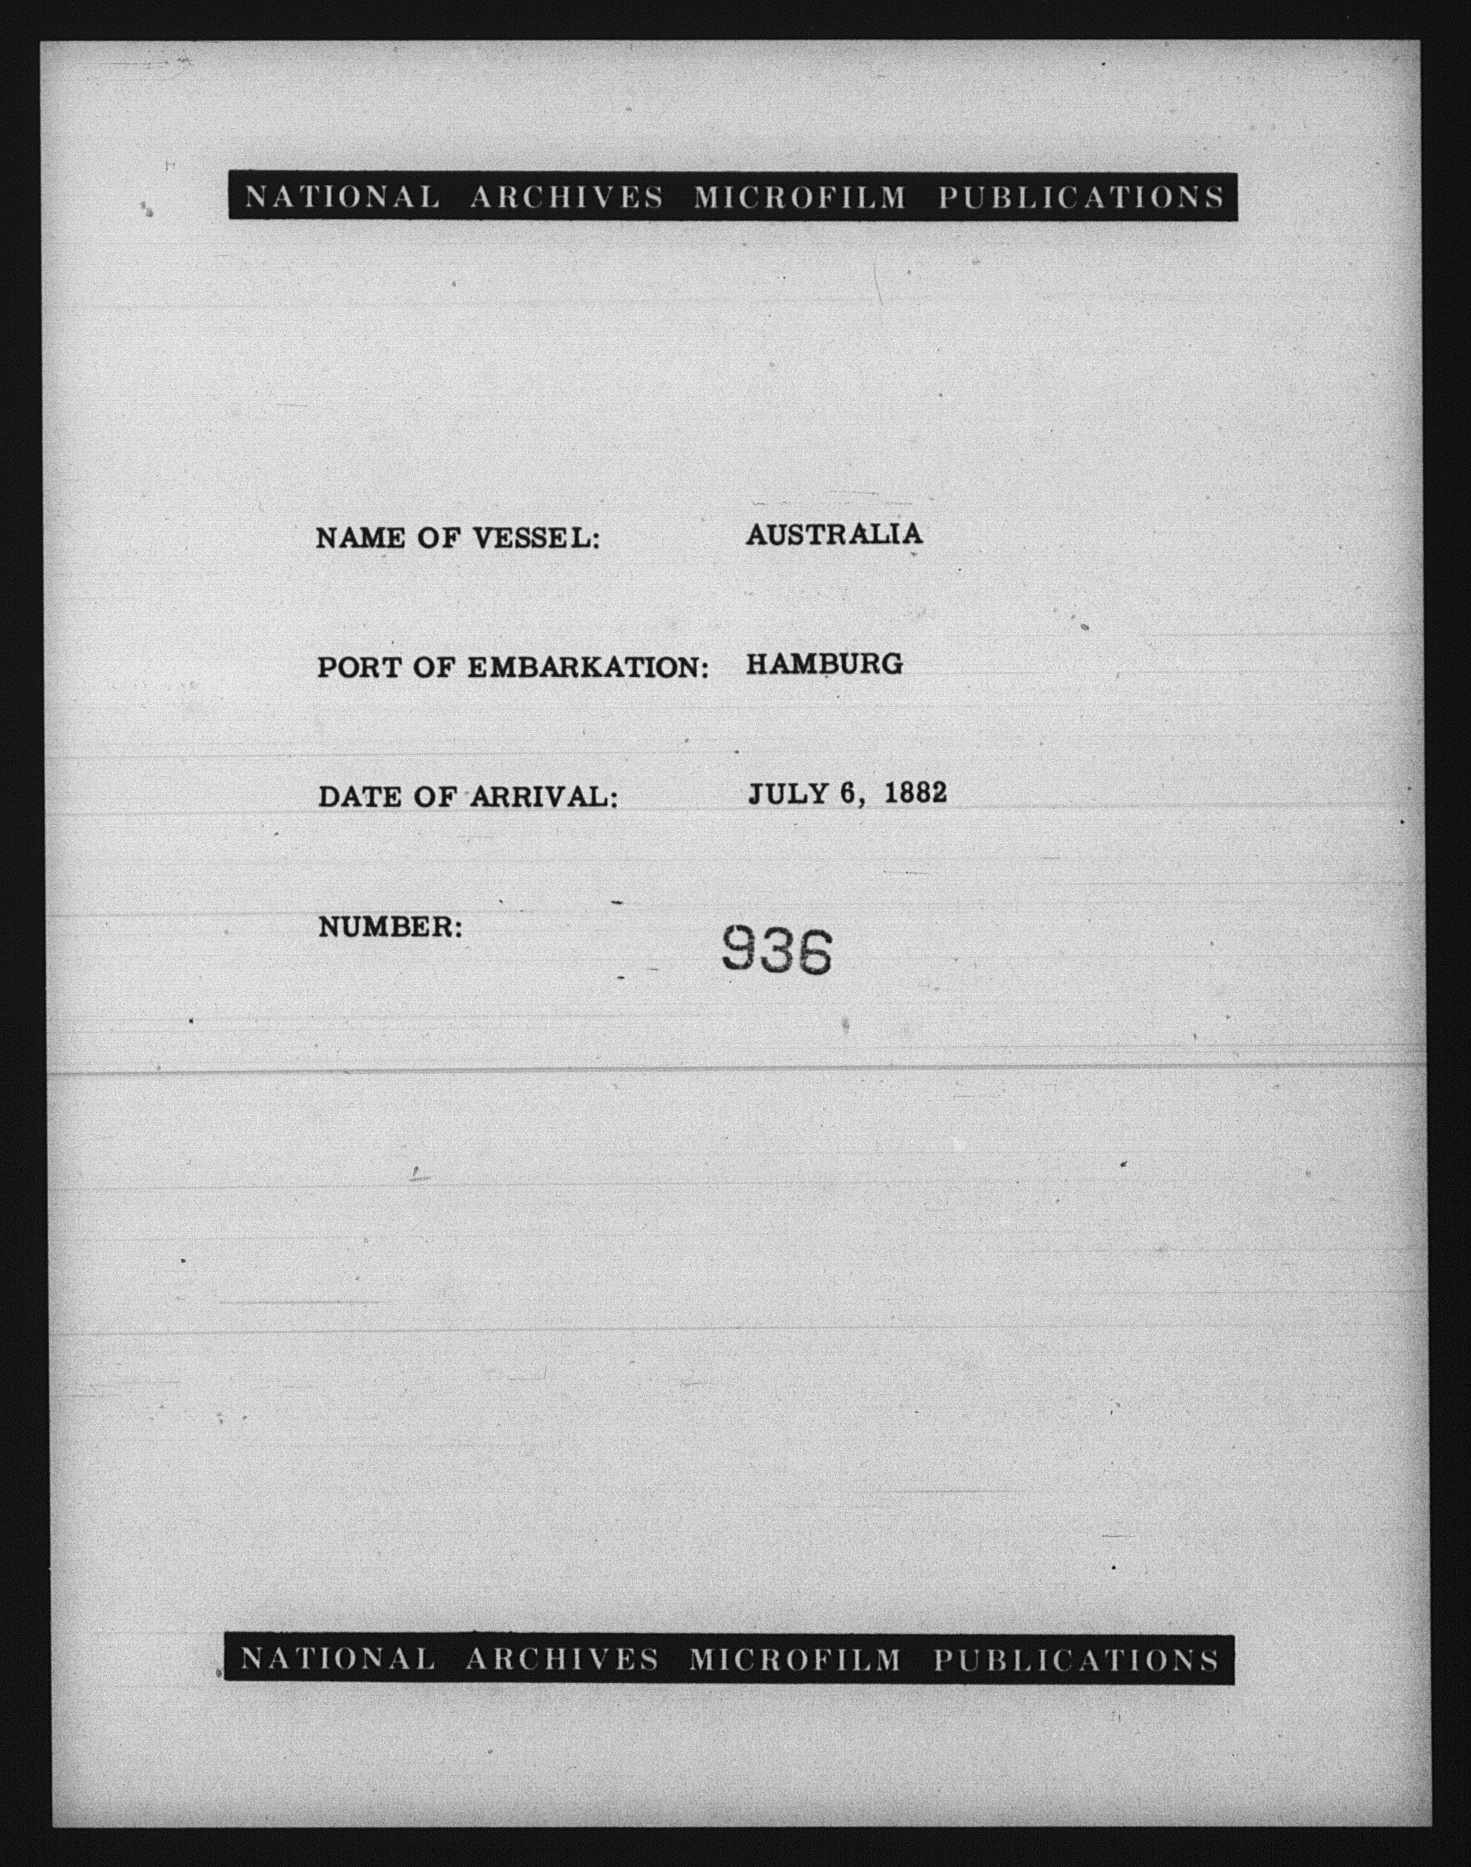 NATIONAL ARCHIVES MICROFILM PUBLICATIONS
NAME OF VESSEL: AUSTRALIA
PORT OF EMBARKATION: HAMBURG
DATE OF ARRIVAL: JULY 6, 1882
NUMBER: 936
NATIONAL ARCHIVES MICROFILM PUBLICATIONS